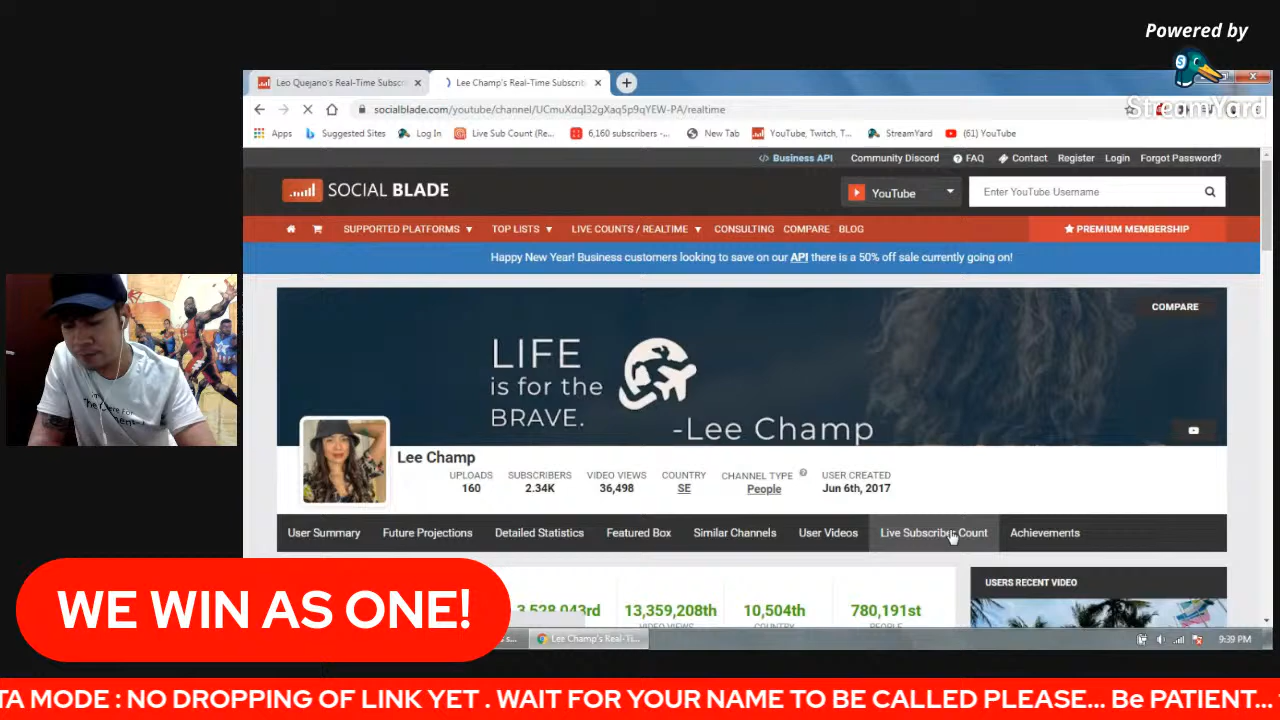 Powered by
StreamYard
Leo Quejano's Real-Time Subscri
Lee Champ's Real-Time Subscrib
socialblade.com/youtube/channel/UCmuXdqI32gXaq5p9qYEW-PA/realtime
Apps
Suggested Sites
Log In
Live Sub Count (Re...
6,160 subscribers -...
New Tab
YouTube, Twitch, T...
StreamYard
(61) YouTube
Business API
Community Discord
FAQ
Contact
Register
Login
Forgot Password?
SOCIAL BLADE
YouTube
Enter YouTube Username
SUPPORTED PLATFORMS
TOP LISTS
LIVE COUNTS / REALTIME
CONSULTING
COMPARE
BLOG
PREMIUM MEMBERSHIP
Happy New Year! Business customers looking to save on our API there is a 50% off sale currently going on!
COMPARE
LIFE
is for the
BRAVE.
-Lee Champ
Lee Champ
UPLOADS
160
SUBSCRIBERS
2.34K
VIDEO VIEWS
36,498
COUNTRY
SE
CHANNEL TYPE
People
USER CREATED
Jun 6th, 2017
User Summary
Future Projections
Detailed Statistics
Featured Box
Similar Channels
User Videos
Live Subscriber Count
Achievements
USERS RECENT VIDEO
3,528,043rd
13,359,208th
10,504th
780,191st
WE WIN AS ONE!
Lee Champ's Real-Ti...
9:39 PM
TA MODE : NO DROPPING OF LINK YET . WAIT FOR YOUR NAME TO BE CALLED PLEASE... Be PATIENT...